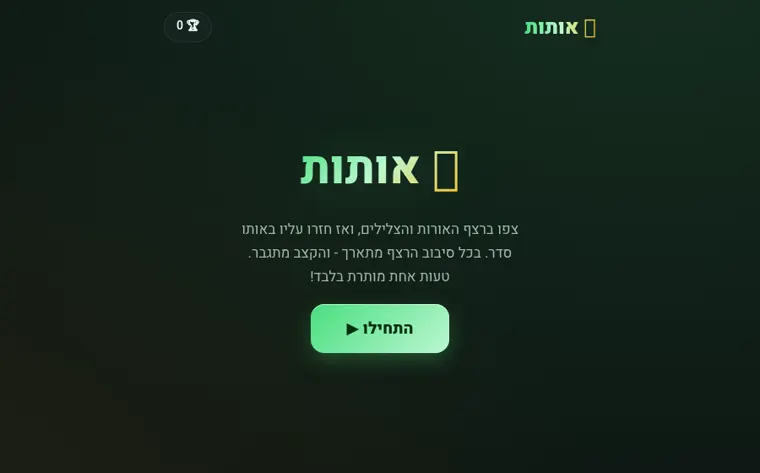 אותות
🏆 0
אותות
צפו ברצף האורות והצלילים, ואז חזרו עליו באותו
סדר. בכל סיבוב הרצף מתארך - והקצב מתגבר.
טעות אחת מותרת בלבד!
התחילו ▶